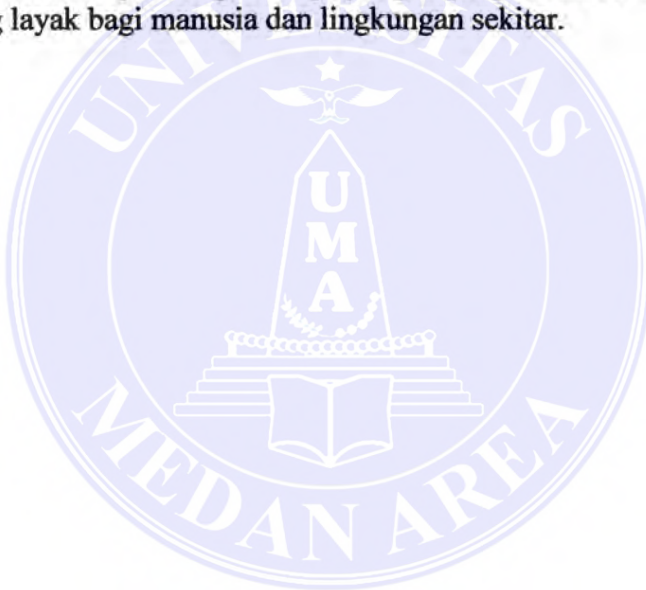 layak bagi manusia dan lingkungan sekitar.
UNIVERSITAS
U
M
A
MEDAN AREA